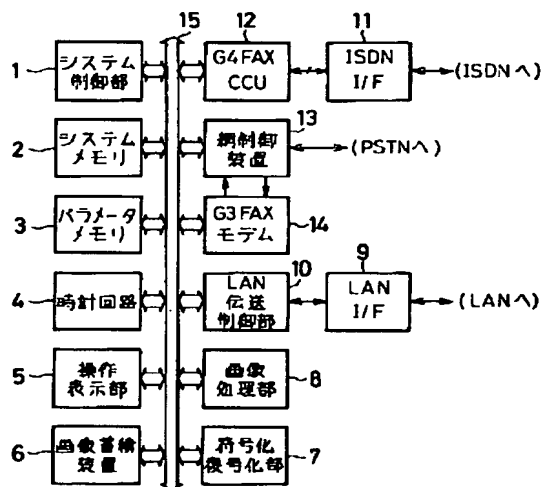 15
12
11
1
システム
制御部
G4FAX
CCU
ISDN
I/F
(ISDNへ)
13
2
システム
メモリ
網制御
装置
(PSTNへ)
3
パラメータ
メモリ
G3FAX
モデム
14
10
9
4
時計回路
LAN
伝送
制御部
LAN
I/F
(LANへ)
5
操作
表示部
画像
処理部
8
6
画像蓄積
装置
符号化
復号化部
7